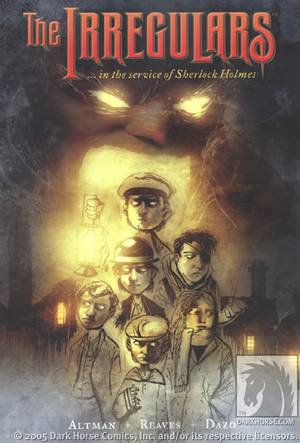 The IRREGULARS
... in the service of Sherlock Holmes
ALTMAN + REAVES + DAZO
TM
DARKHORSE.COM
© 2005 Dark Horse Comics, Inc. and/or its respective licensors.